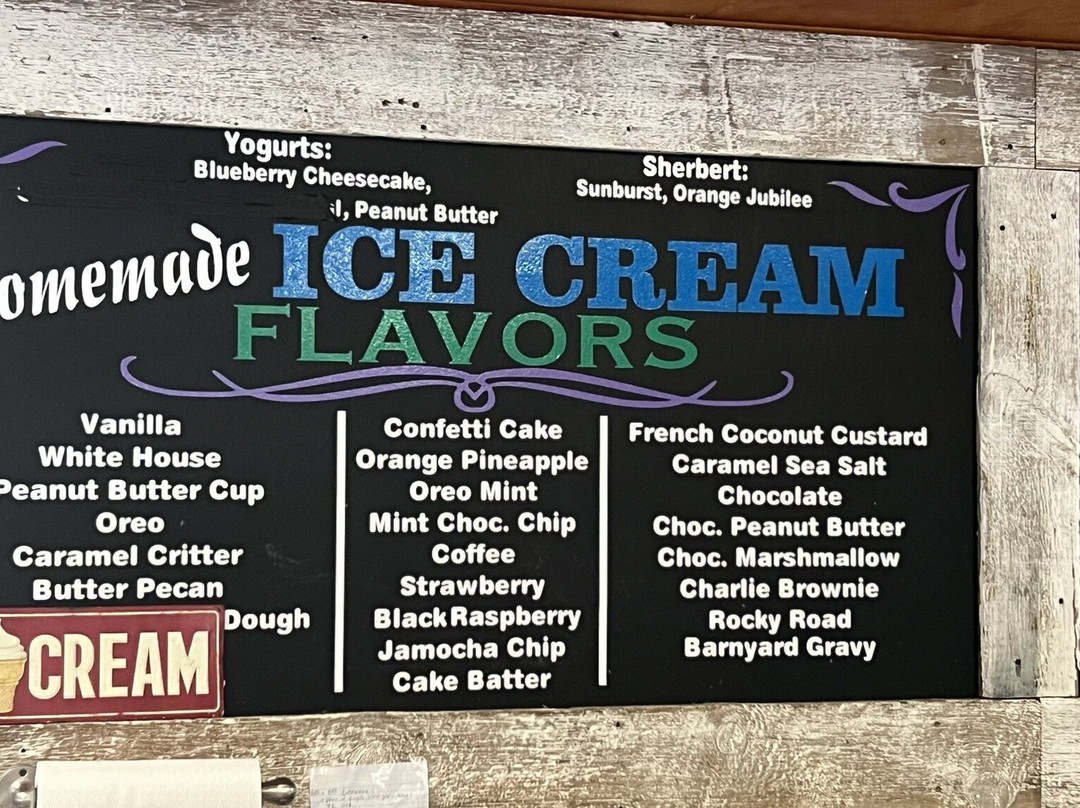 Yogurts:
Blueberry Cheesecake,
Peanut Butter
Sherbert:
Sunburst, Orange Jubilee
omemade ICE CREAM
FLAVORS
Vanilla
White House
Peanut Butter Cup
Oreo
Caramel Critter
Butter Pecan
Dough
CREAM
Confetti Cake
Orange Pineapple
Oreo Mint
Mint Choc. Chip
Coffee
Strawberry
Black Raspberry
Jamocha Chip
Cake Batter
French Coconut Custard
Caramel Sea Salt
Chocolate
Choc. Peanut Butter
Choc. Marshmallow
Charlie Brownie
Rocky Road
Barnyard Gravy